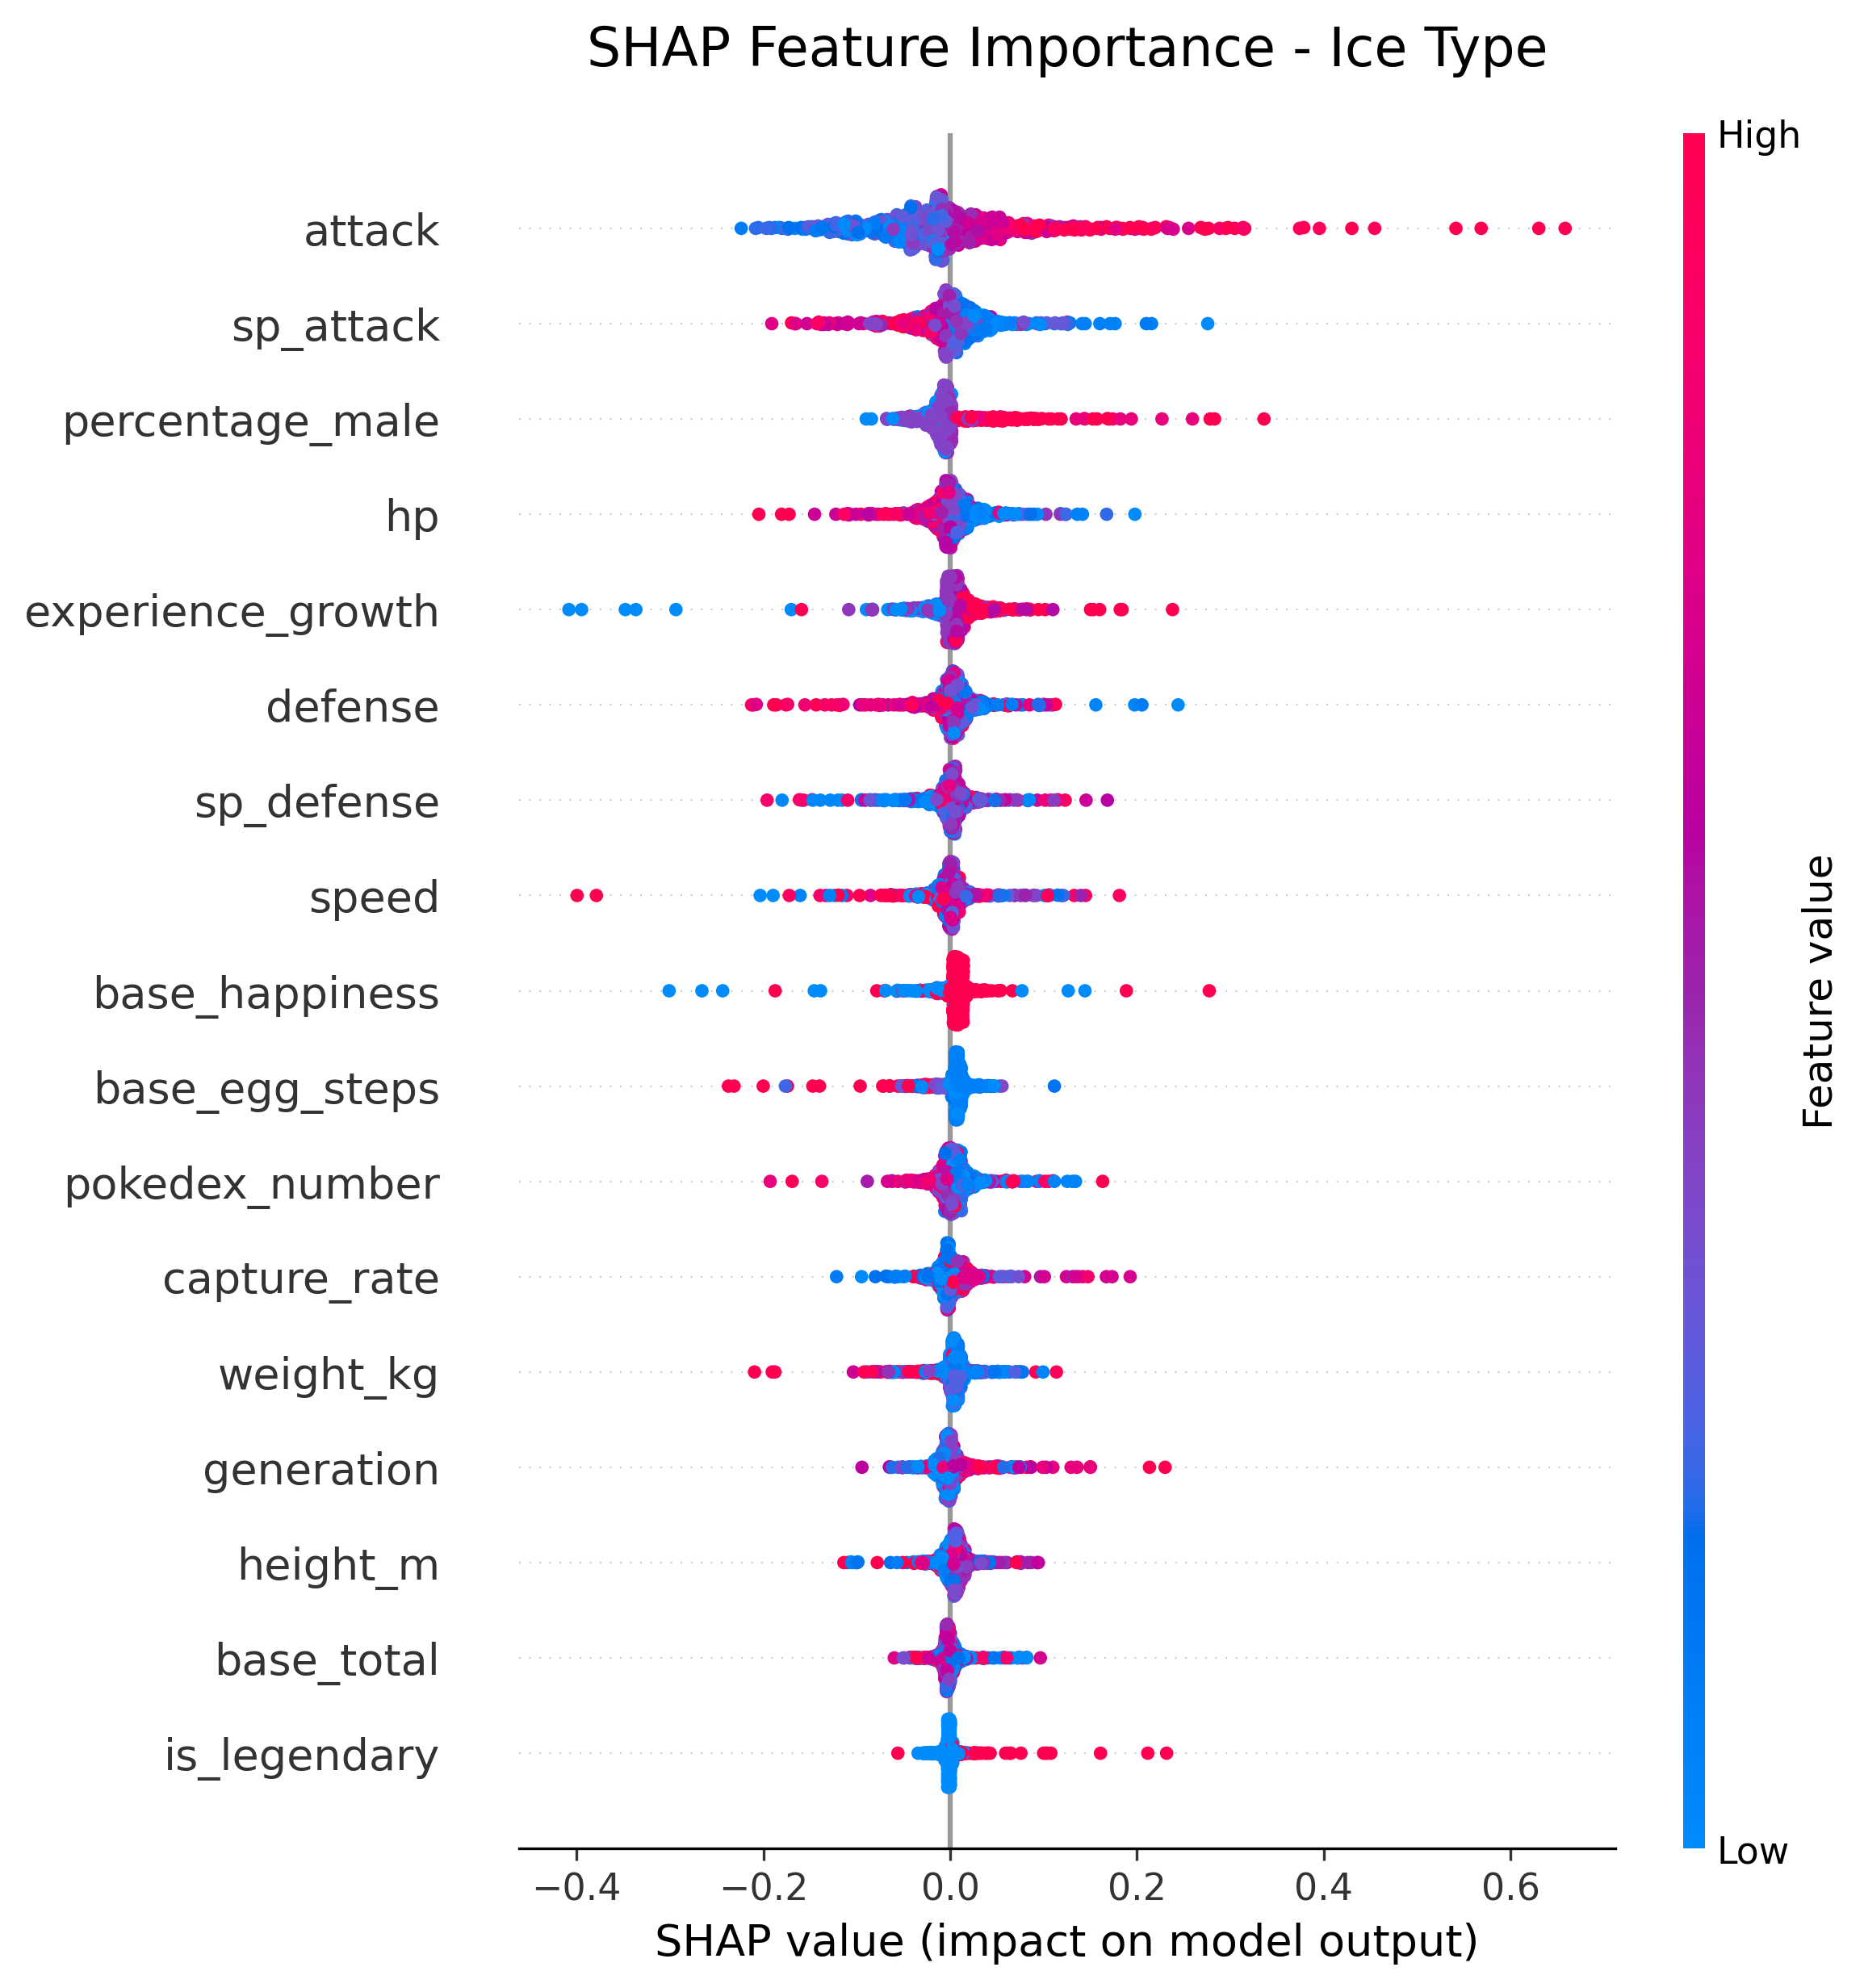 SHAP Feature Importance - Ice Type
High
attack
sp_attack
percentage_male
hp
experience_growth
defense
sp_defense
speed
base_happiness
base_egg_steps
pokedex_number
capture_rate
weight_kg
generation
height_m
base_total
is_legendary
Feature value
Low
−0.4 −0.2 0.0 0.2 0.4 0.6
SHAP value (impact on model output)